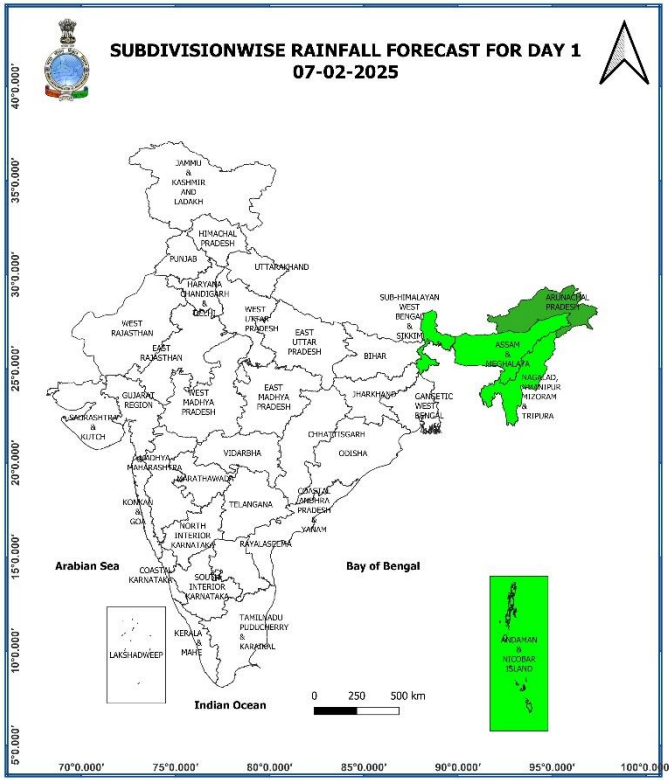 SUBDIVISIONWISE RAINFALL FORECAST FOR DAY 1
07-02-2025
40°0.000'
35°0.000'
30°0.000'
25°0.000'
20°0.000'
15°0.000'
10°0.000'
5°0.000'
JAMMU
&
KASHMIR
AND
LADAKH
HIMACHAL
PRADESH
PUNJAB
UTTARAKHAND
HARYANA
CHANDIGARH
&
DELHI
WEST
UTTAR
PRADESH
EAST
UTTAR
PRADESH
WEST
RAJASTHAN
EAST
RAJASTHAN
SUB-HIMALAYAN
WEST
BENGAL
&
SIKKIM
ARUNACHAL
PRADESH
ASSAM
&
MEGHALAYA
NAGALAD,
MANIPUR
MIZORAM
&
TRIPURA
BIHAR
JHARKHAND
GANGETIC
WEST
BENGAL
GUJARAT
REGION
SAURASHTRA
&
KUTCH
WEST
MADHYA
PRADESH
EAST
MADHYA
PRADESH
CHHATTISGARH
ODISHA
VIDARBHA
MADHYA
MAHARASHTRA
MARATHAWADA
KONKAN
&
GOA
TELANGANA
COASTAL
ANDHRA
PRADESH
&
YANAM
NORTH
INTERIOR
KARNATAKA
RAYALASEEMA
COASTAL
KARNATAKA
SOUTH
INTERIOR
KARNATAKA
KERALA
&
MAHE
TAMILNADU
PUDUCHERRY
&
KARAIKAL
LAKSHADWEEP
ANDAMAN
&
NICOBAR
ISLAND
Arabian Sea
Bay of Bengal
Indian Ocean
0 250 500 km
70°0.000' 75°0.000' 80°0.000' 85°0.000' 90°0.000' 95°0.000' 100°0.000